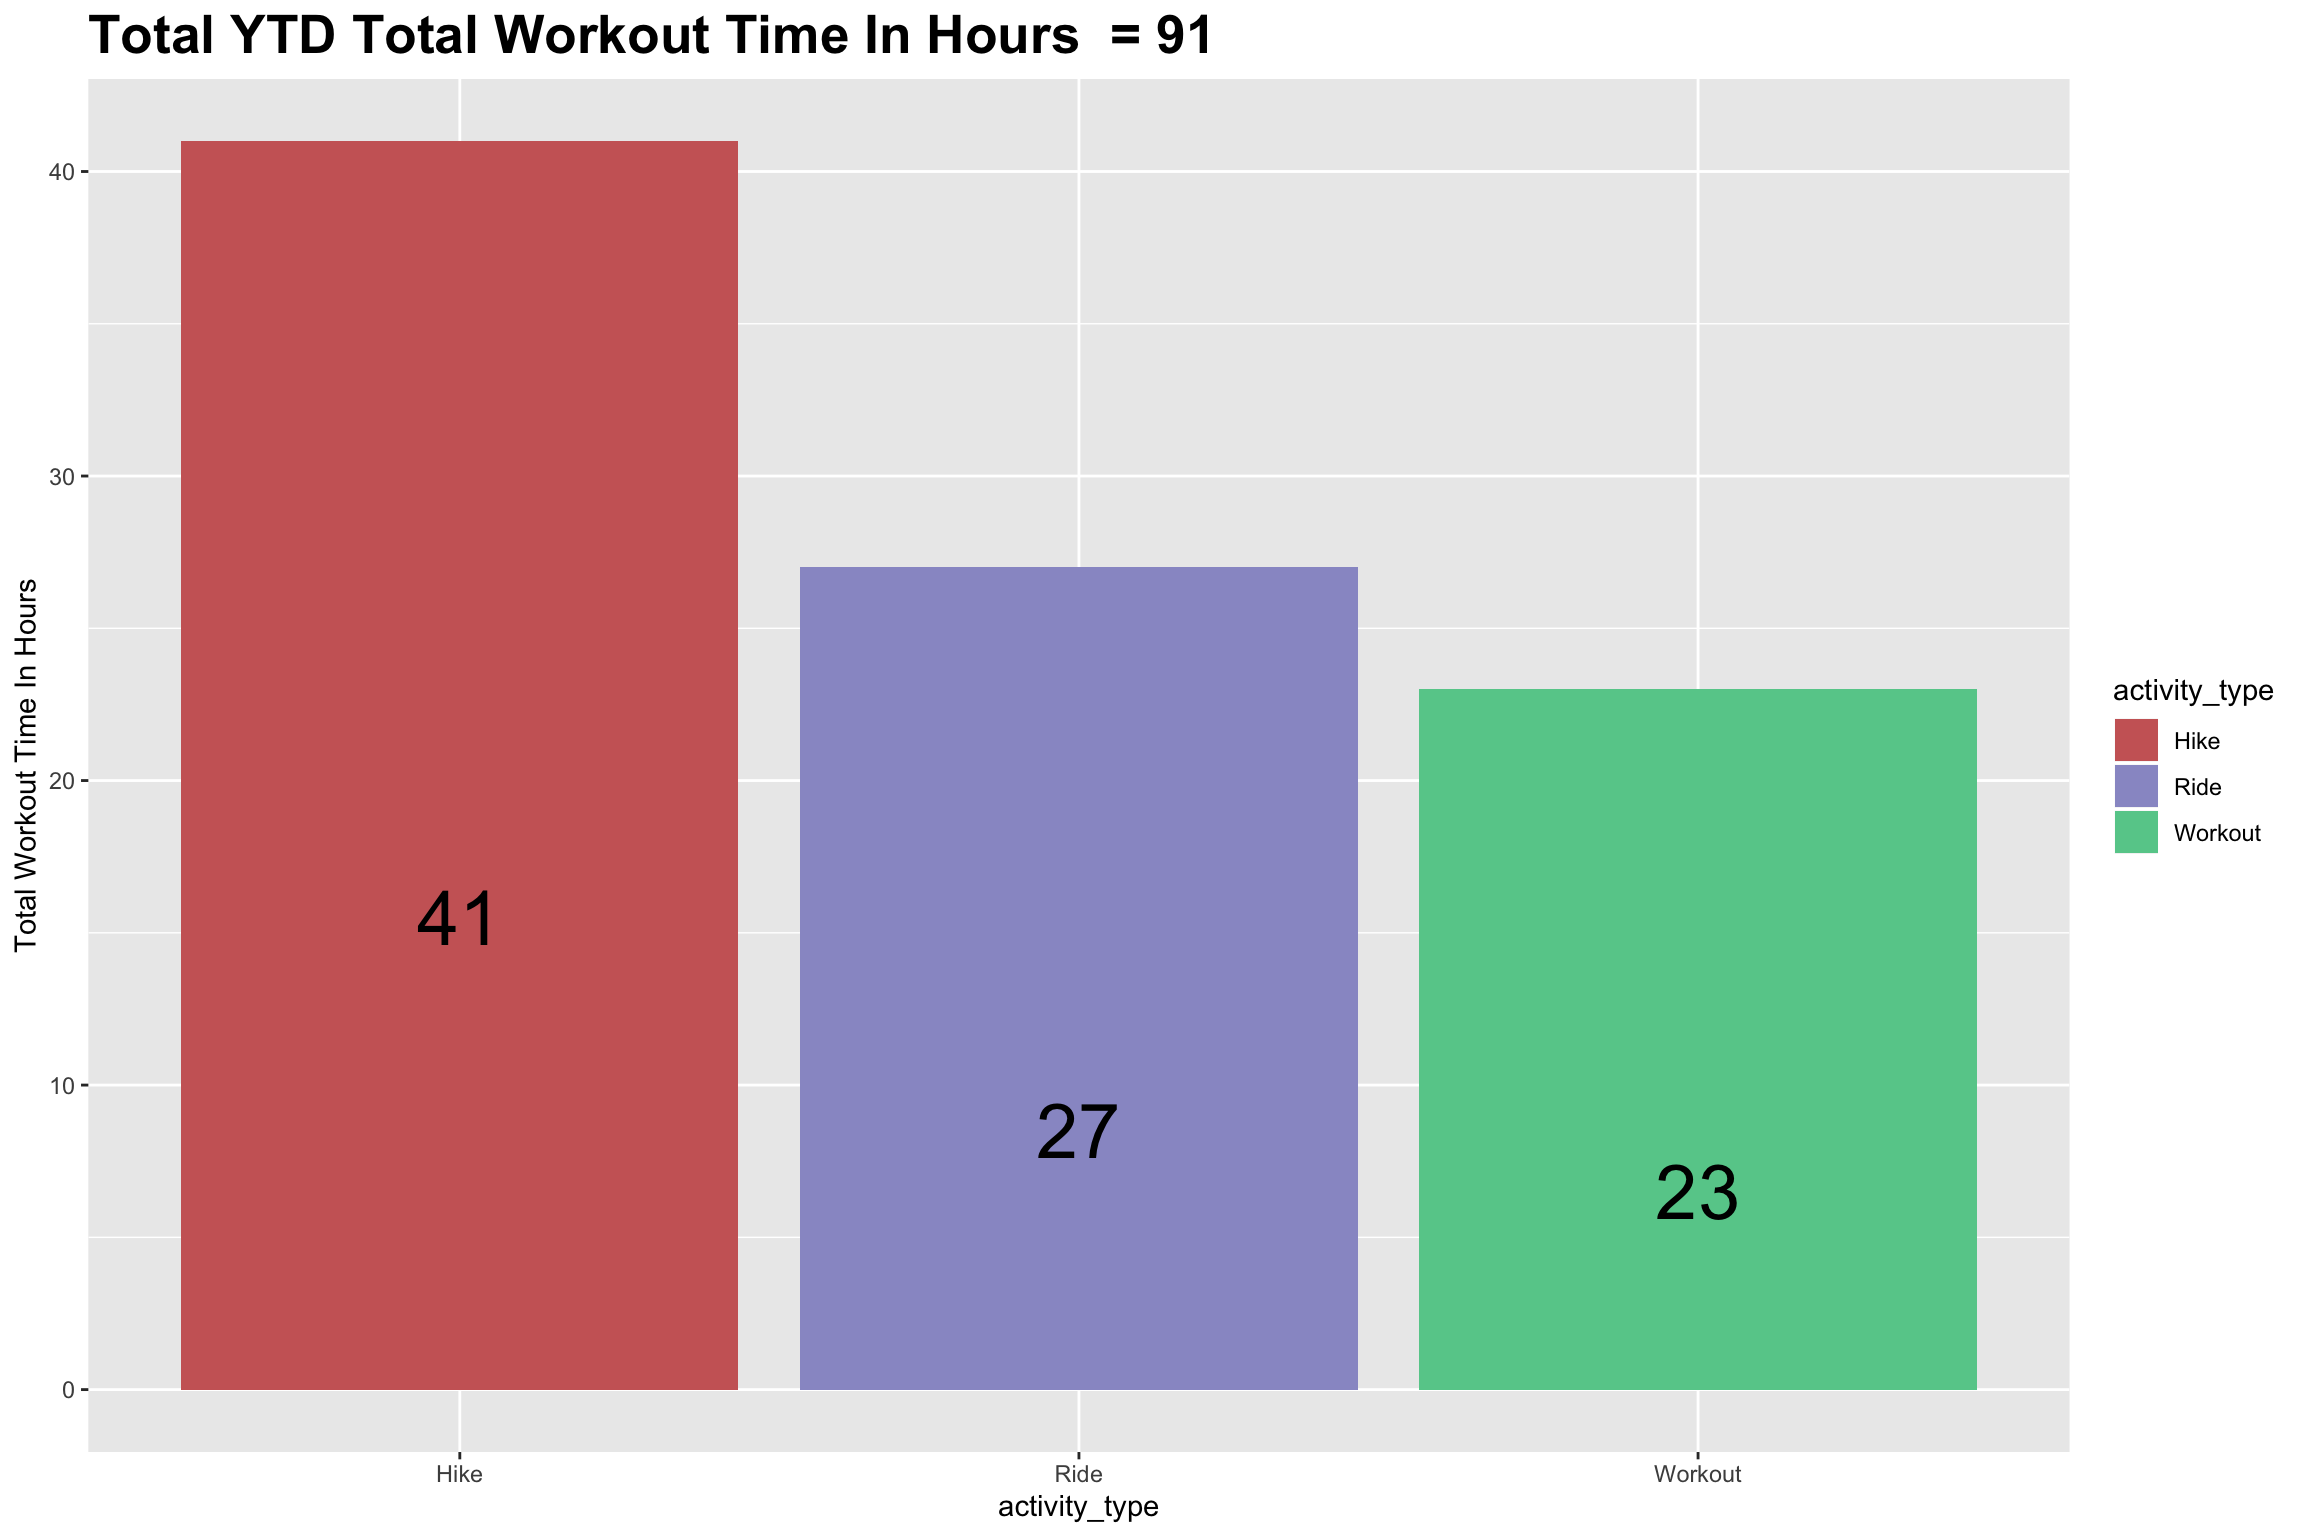 Total YTD Total Workout Time In Hours  = 91
Total Workout Time In Hours
40
30
20
10
0
41
27
23
Hike
Ride
Workout
activity_type
activity_type
Hike
Ride
Workout